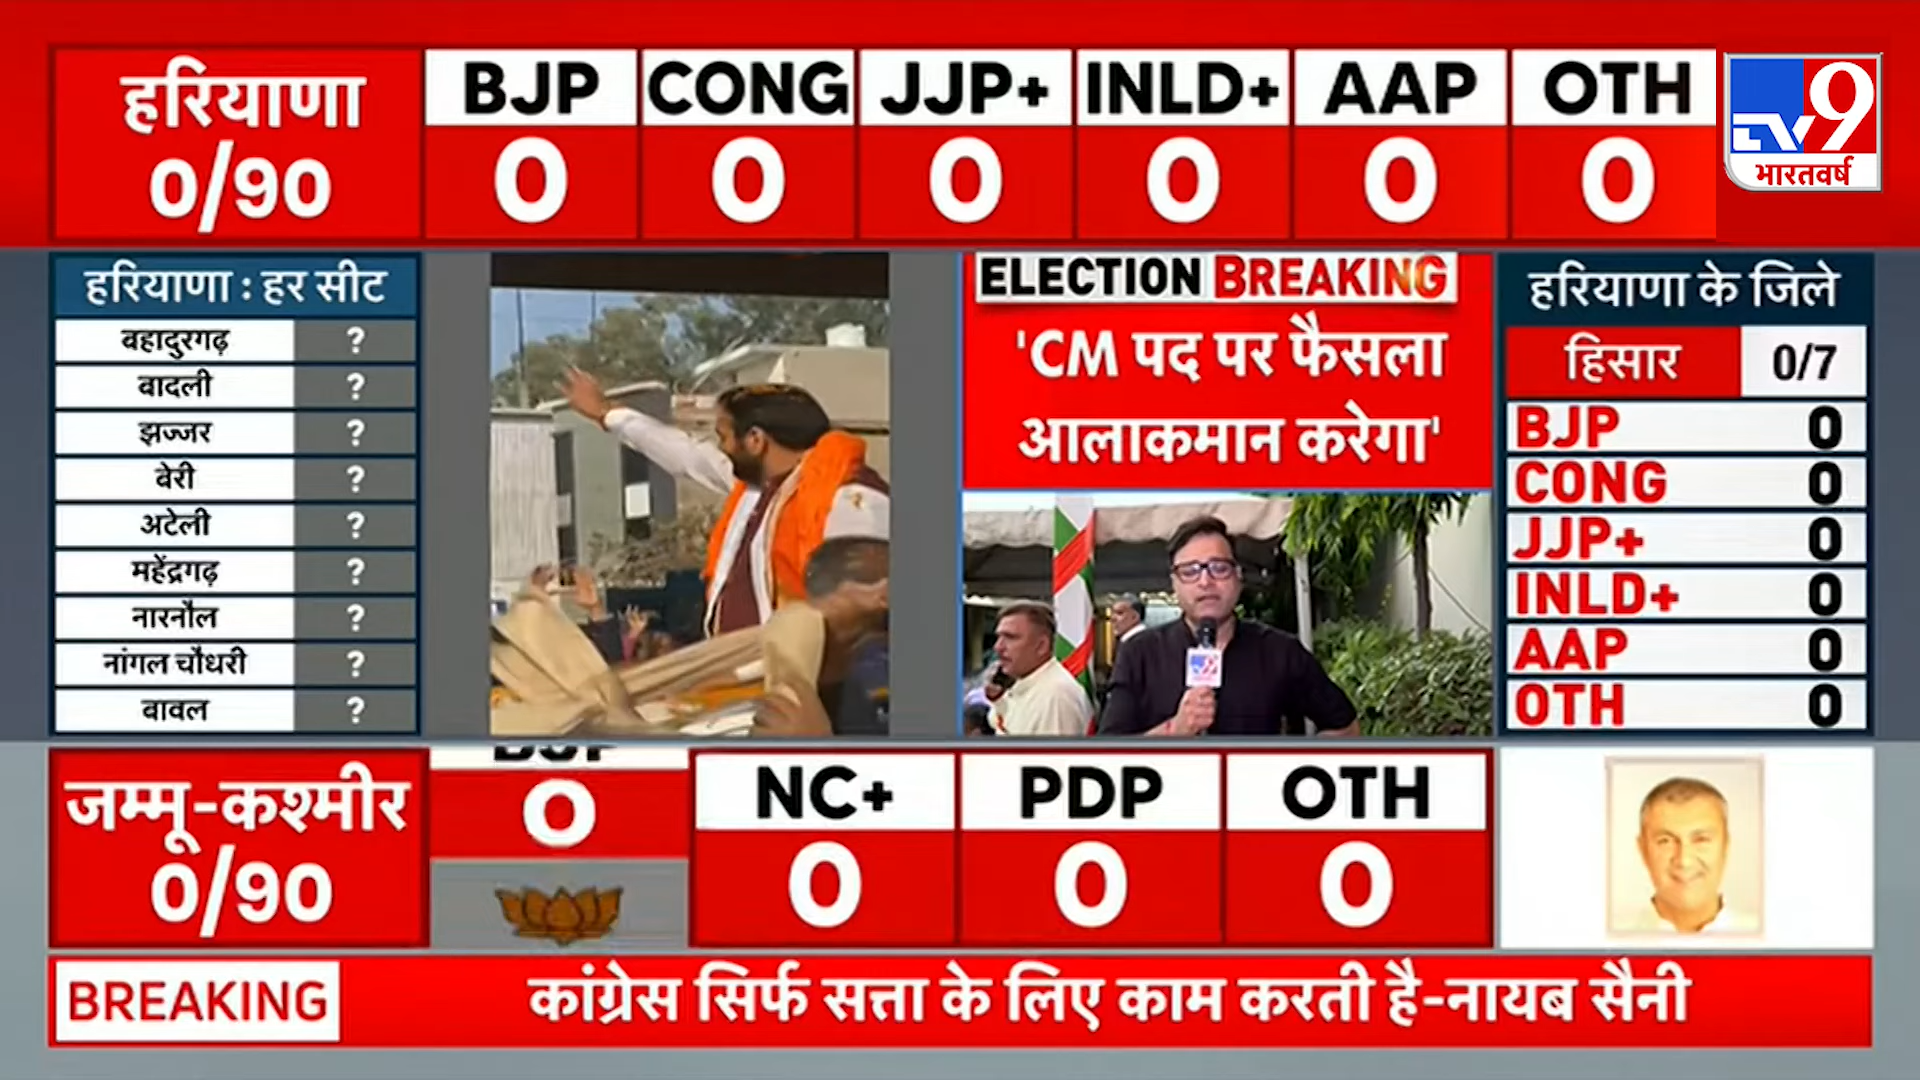 हरियाणा
0/90
BJP
0
CONG
0
JJP+
0
INLD+
0
AAP
0
OTH
0
TV9
भारतवर्ष
हरियाणा : हर सीट
बहादुरगढ़ ?
बादली ?
झज्जर ?
बेरी ?
अटेली ?
महेंद्रगढ़ ?
नारनौल ?
नांगल चौधरी ?
बावल ?
ELECTION BREAKING
'CM पद पर फैसला
आलाकमान करेगा'
9
हरियाणा के जिले
हिसार 0/7
BJP 0
CONG 0
JJP+ 0
INLD+ 0
AAP 0
OTH 0
जम्मू-कश्मीर
0/90
BJP
0
NC+
0
PDP
0
OTH
0
BREAKING
कांग्रेस सिर्फ सत्ता के लिए काम करती है-नायब सैनी